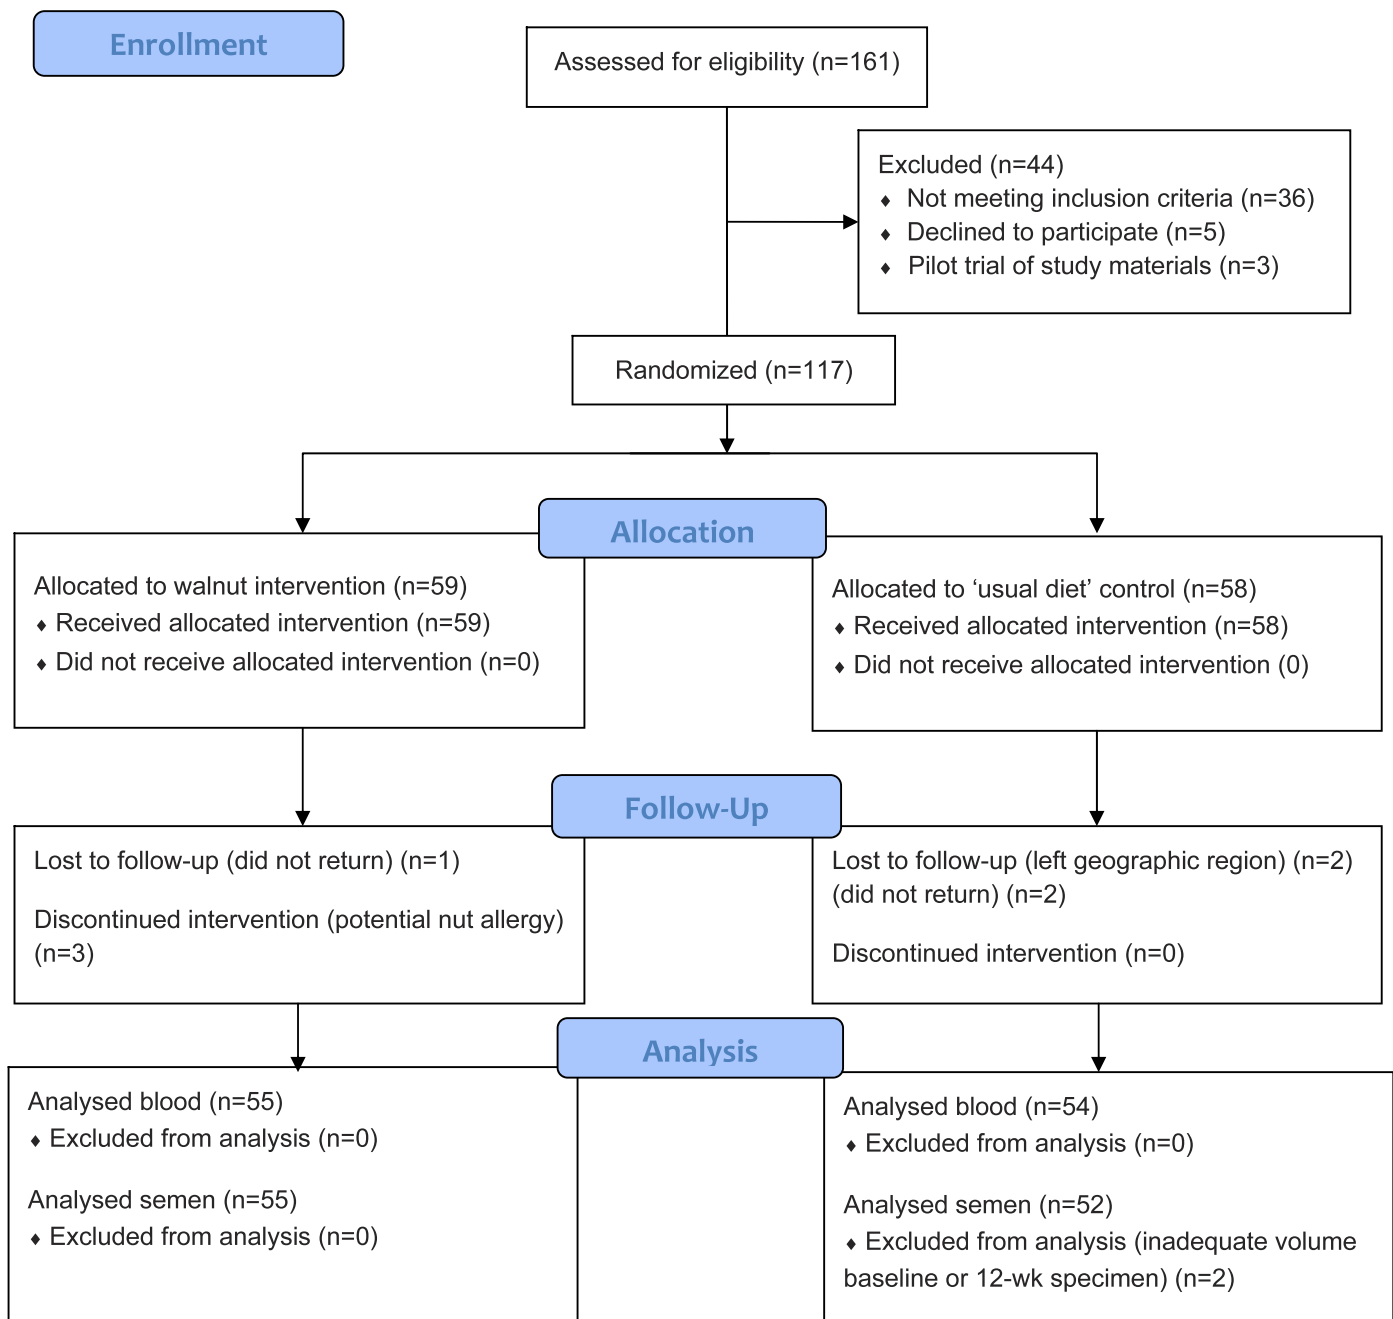 Enrollment
Assessed for eligibility (n=161)
Excluded (n=44)
♦ Not meeting inclusion criteria (n=36)
♦ Declined to participate (n=5)
♦ Pilot trial of study materials (n=3)
Randomized (n=117)
Allocation
Allocated to walnut intervention (n=59)
♦ Received allocated intervention (n=59)
♦ Did not receive allocated intervention (n=0)
Allocated to ‘usual diet’ control (n=58)
♦ Received allocated intervention (n=58)
♦ Did not receive allocated intervention (0)
Follow-Up
Lost to follow-up (did not return) (n=1)
Discontinued intervention (potential nut allergy)
(n=3)
Lost to follow-up (left geographic region) (n=2)
(did not return) (n=2)
Discontinued intervention (n=0)
Analysis
Analysed blood (n=55)
♦ Excluded from analysis (n=0)
Analysed semen (n=55)
♦ Excluded from analysis (n=0)
Analysed blood (n=54)
♦ Excluded from analysis (n=0)
Analysed semen (n=52)
♦ Excluded from analysis (inadequate volume
baseline or 12-wk specimen) (n=2)